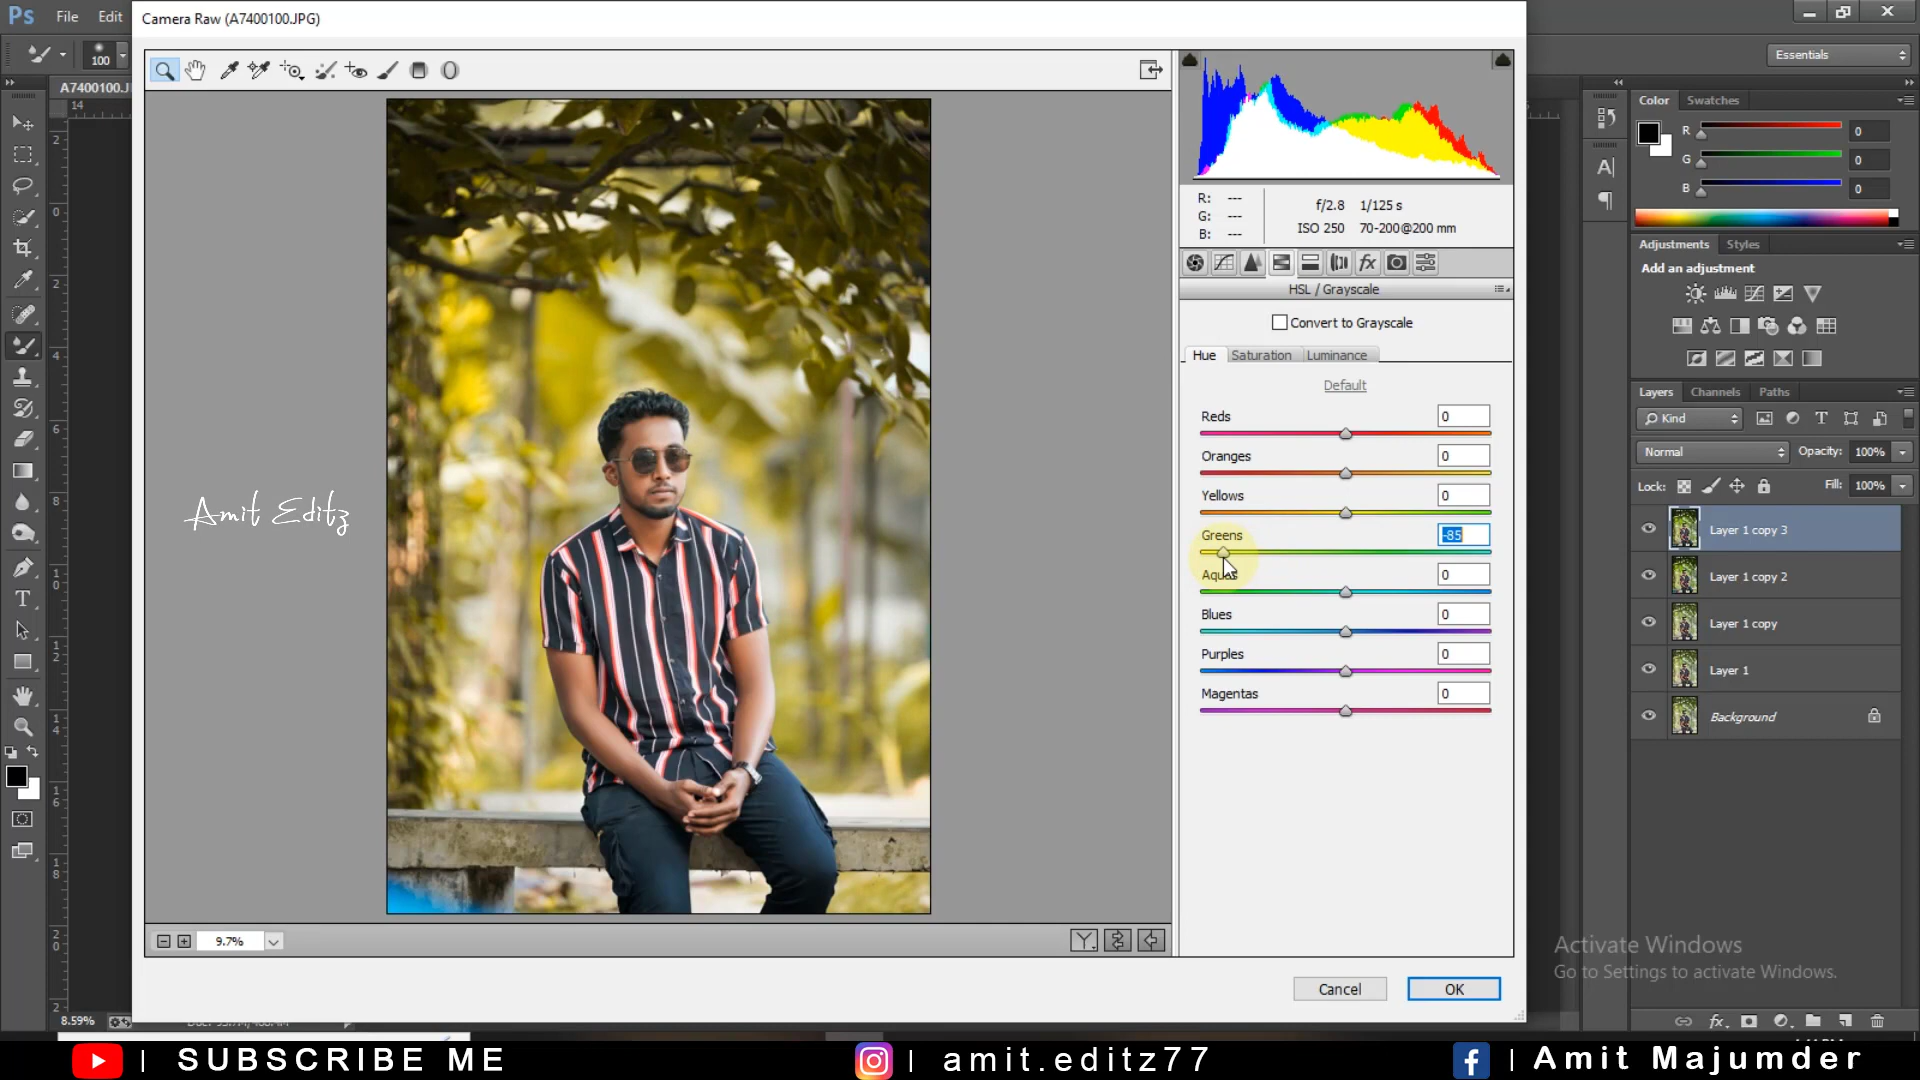 Ps File Edit
Camera Raw (A7400100.JPG)
100
Essentials
A7400100.J
14
Color Swatches
R 0
G 0
B 0
R: ---
G: ---
B: ---
f/2.8 1/125 s
ISO 250 70-200@200 mm
Adjustments Styles
Add an adjustment
HSL / Grayscale
Convert to Grayscale
Hue Saturation Luminance
Default
Reds 0
Oranges 0
Yellows 0
Greens -85
Aquas 0
Blues 0
Purples 0
Magentas 0
Amit Editz
Layers Channels Paths
Kind
Normal Opacity: 100%
Lock: Fill: 100%
Layer 1 copy 3
Layer 1 copy 2
Layer 1 copy
Layer 1
Background
9.7%
Cancel OK
Activate Windows
Go to Settings to activate Windows.
8.59%
| SUBSCRIBE ME
| amit.editz77
| Amit Majumder